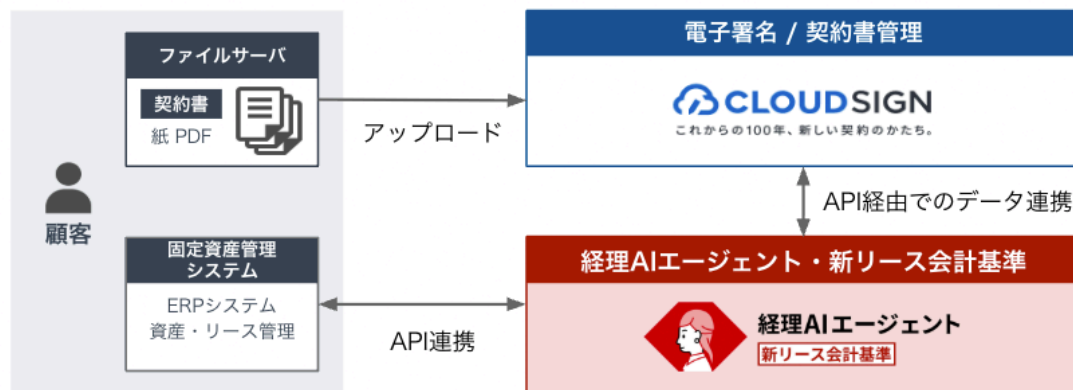 ファイルサーバ
契約書
紙 PDF
アップロード
電子署名 / 契約書管理
CLOUDSIGN
これからの100年、新しい契約のかたち。
API経由でのデータ連携
顧客
固定資産管理
システム
ERPシステム
資産・リース管理
API連携
経理AIエージェント・新リース会計基準
経理AIエージェント
新リース会計基準